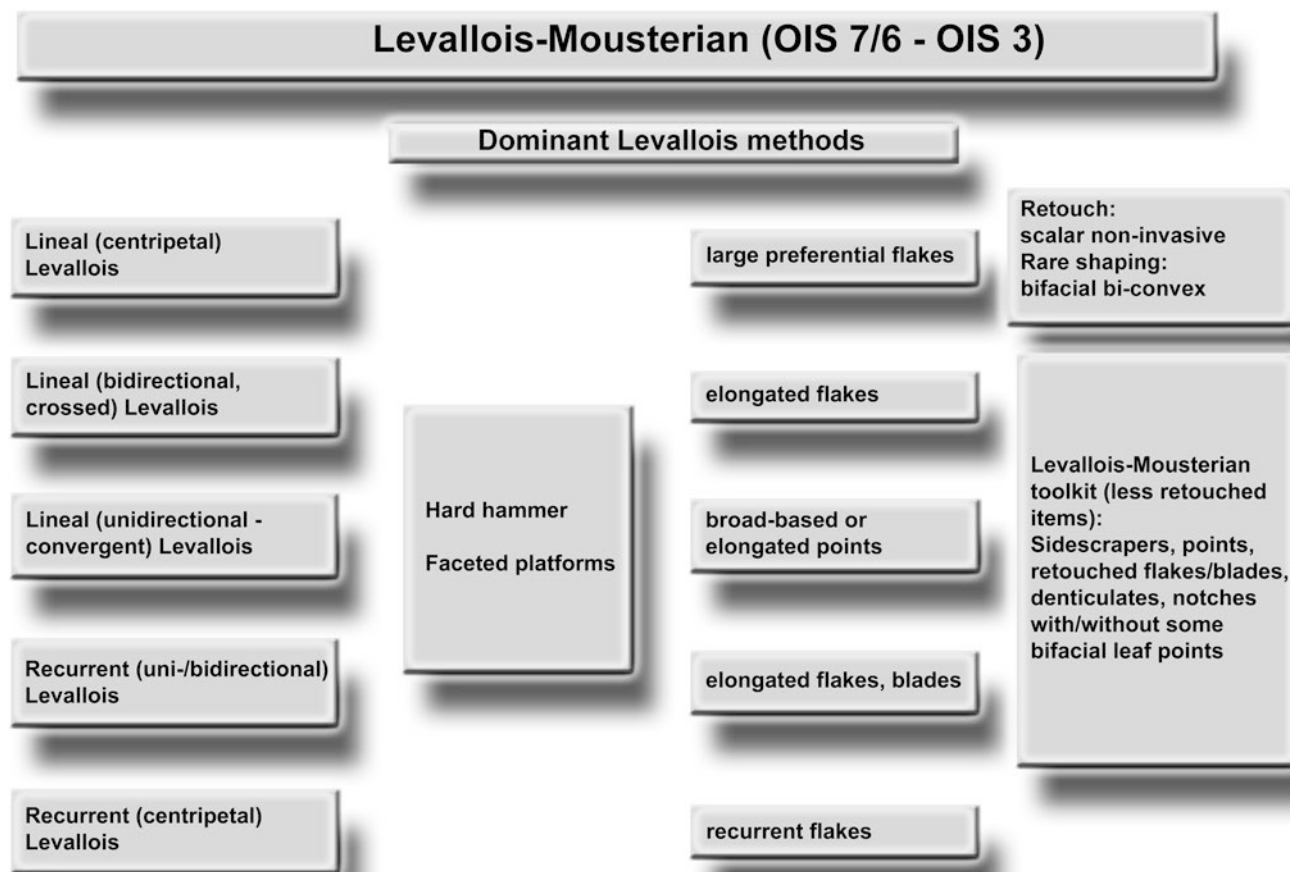 Levallois-Mousterian (OIS 7/6 - OIS 3)
Dominant Levallois methods
Lineal (centripetal)
Levallois
Lineal (bidirectional,
crossed) Levallois
Lineal (unidirectional -
convergent) Levallois
Recurrent (uni-/bidirectional)
Levallois
Recurrent (centripetal)
Levallois
Hard hammer
Faceted platforms
large preferential flakes
elongated flakes
broad-based or
elongated points
elongated flakes, blades
recurrent flakes
Retouch:
scalar non-invasive
Rare shaping:
bifacial bi-convex
Levallois-Mousterian
toolkit (less retouched
items):
Sidescrapers, points,
retouched flakes/blades,
denticulates, notches
with/without some
bifacial leaf points